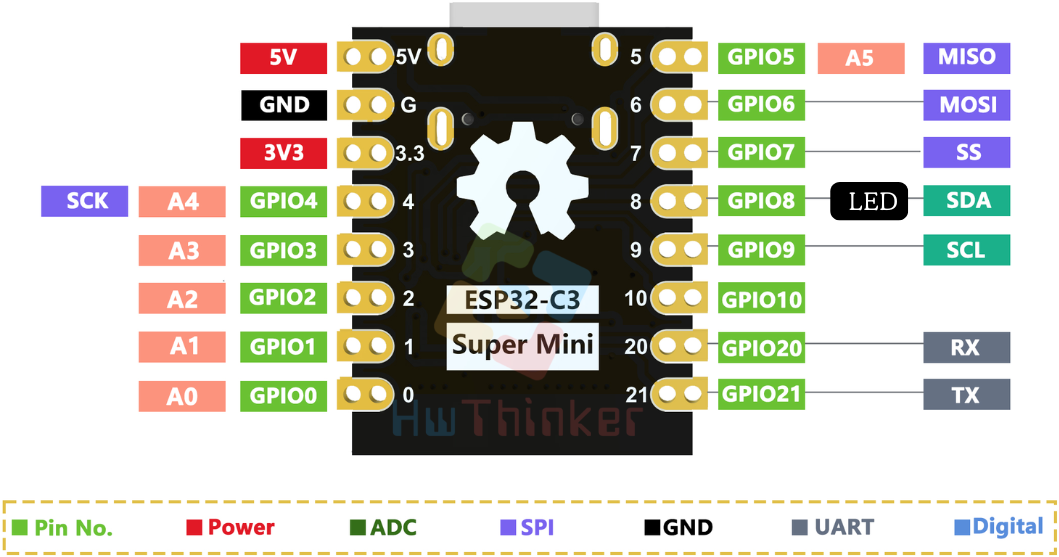 5V 5V 5 GPIO5 A5 MISO
GND G 6 GPIO6 MOSI
3V3 3.3 7 GPIO7 SS
SCK A4 GPIO4 4 8 GPIO8 LED SDA
A3 GPIO3 3 9 GPIO9 SCL
A2 GPIO2 2 ESP32-C3 10 GPIO10
A1 GPIO1 1 Super Mini 20 GPIO20 RX
A0 GPIO0 0 21 GPIO21 TX
HwThinker
Pin No. Power ADC SPI GND UART Digital